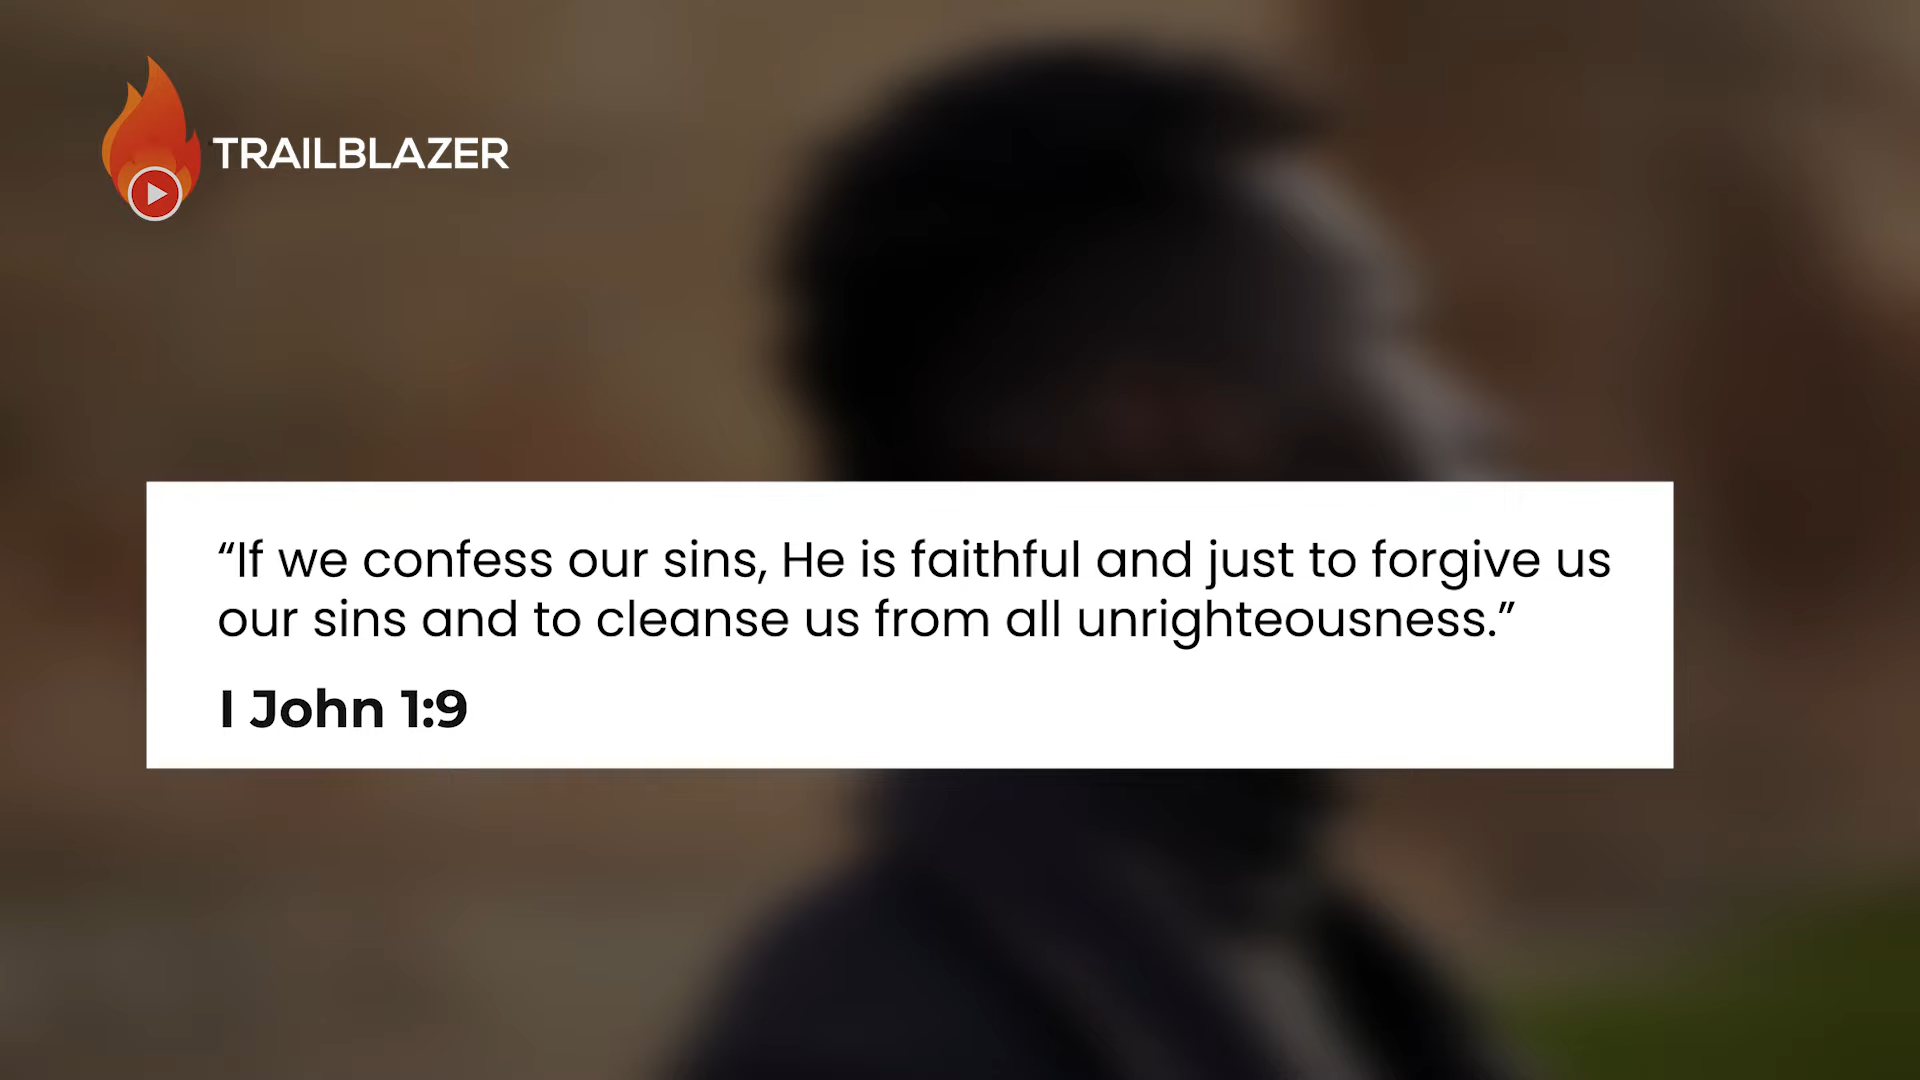 TRAILBLAZER
“If we confess our sins, He is faithful and just to forgive us
our sins and to cleanse us from all unrighteousness.”
I John 1:9